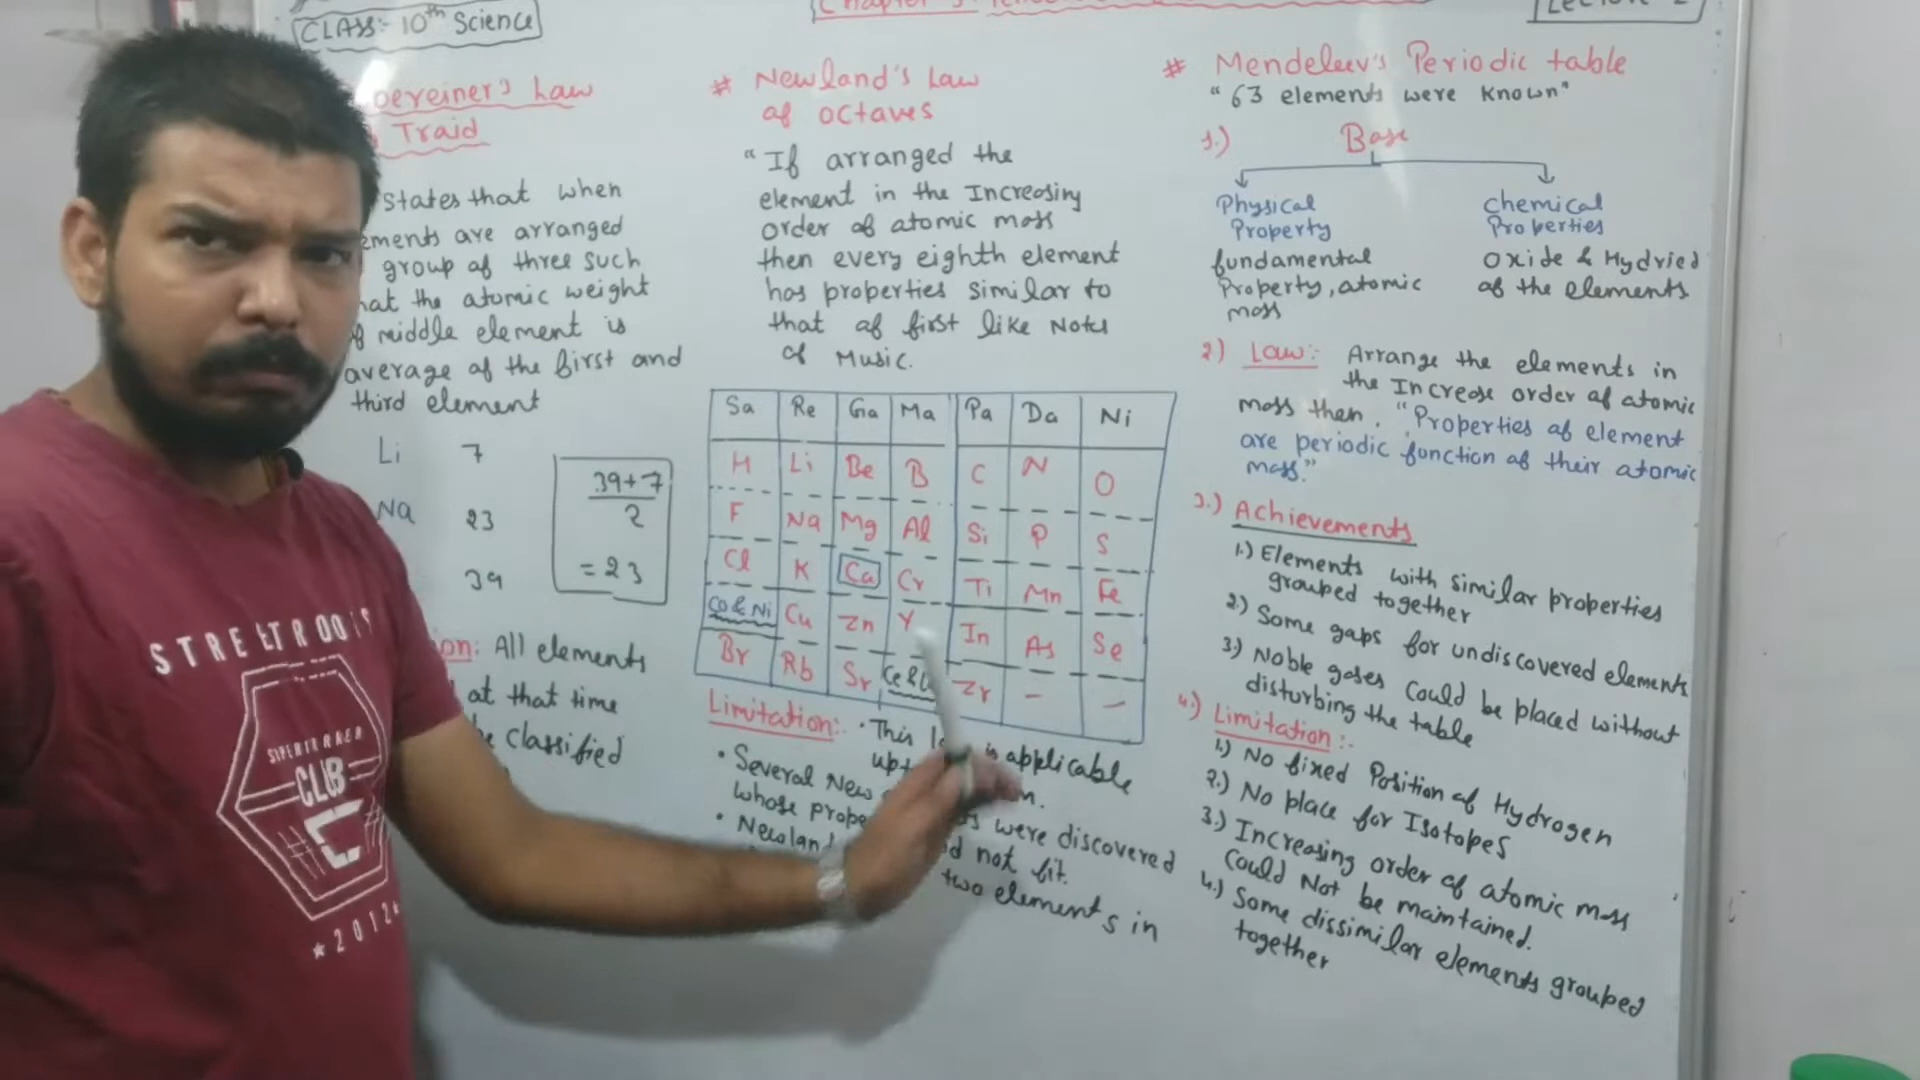 CLASS:- 10th Science
oereiner's Law
Traid
States that when
ements are arranged
group of three such
hat the atomic weight
middle element is
average of the first and
third element
Li 7
Na 23
39
39+7
2
= 23
on: All elements
at that time
be classified
# Newland's Law
of octaves
"If arranged the
element in the Increasing
order of atomic mass
then every eighth element
has properties similar to
that of first like Notes
of Music.
Sa Re Ga Ma Pa Da Ni
H Li Be B C N O
F Na Mg Al Si P S
Cl K Ca Cr Ti Mn Fe
Co & Ni Cu Zn Y In As Se
Br Rb Sr Ce & Zr - -
Limitation:- • This is applicable
upt
• Several New were discovered
whose prope d not fit.
• Newlan two elements in
# Mendeleev's Periodic table
"63 elements were known"
1.) Base
Physical
Property
fundamental
Property, atomic
mass
chemical
Properties
oxide & Hydried
of the elements
2) Law:- Arrange the elements in
the Increase order of atomic
mass then. "Properties of element
are periodic function of their atomic
mass."
3.) Achievements
1.) Elements with similar properties
grouped together
2.) Some gaps for undiscovered elements
3.) Noble gases could be placed without
disturbing the table
4.) Limitation:-
1.) No fixed Position of Hydrogen
2.) No place for Isotopes
3.) Increasing order of atomic mass
could Not be maintained.
4.) Some dissimilar elements grouped
together
STREETROOTS
SUPERIOR
CLUB
★2012